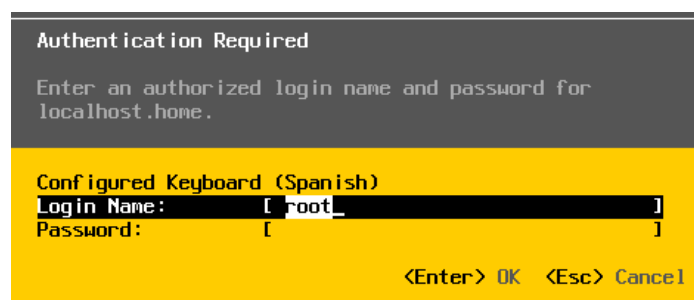 Authentication Required
Enter an authorized login name and password for
localhost.home.
Configured Keyboard (Spanish)
Login Name: [ root_ ]
Password: [ ]
<Enter> OK <Esc> Cancel